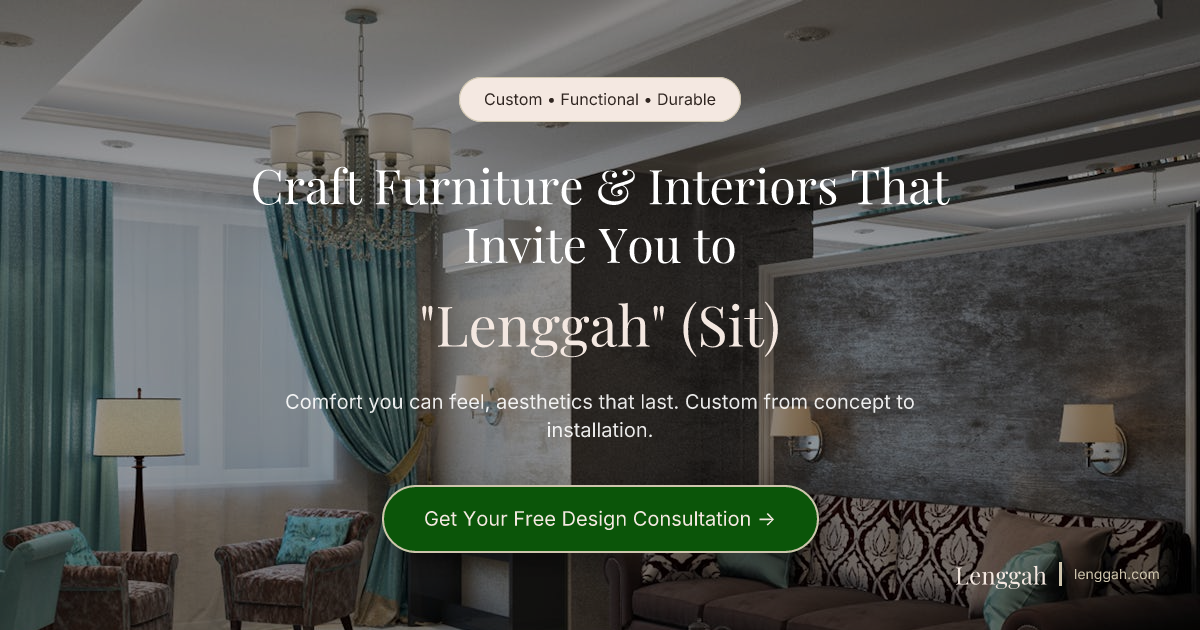 Custom • Functional • Durable
Craft Furniture & Interiors That
Invite You to
"Lenggah" (Sit)
Comfort you can feel, aesthetics that last. Custom from concept to
installation.
Get Your Free Design Consultation →
Lenggah | lenggah.com